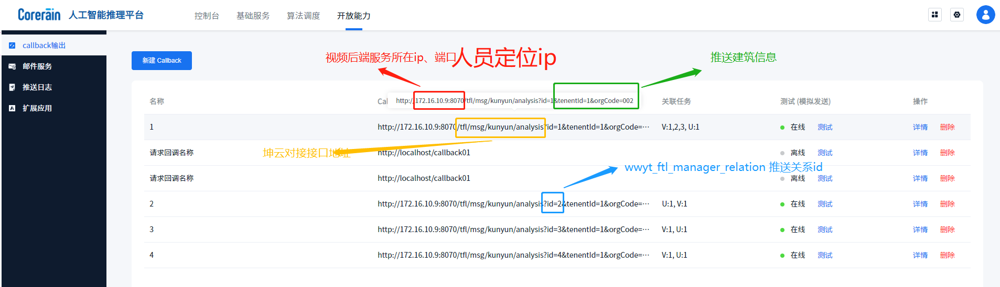 Corerain 人工智能推理平台 控制台 基础服务 算法调度 开放能力
callback输出
邮件服务
推送日志
扩展应用
新建 Callback
视频后端服务所在ip、端口人员定位ip
推送建筑信息
http://172.16.10.9:8070/tfl/msg/kunyun/analysis?id=1&tenentId=1&orgCode=002
名称 Cal 关联任务 测试 (模拟发送) 操作
1 http://172.16.10.9:8070/tfl/msg/kunyun/analysis?id=1&tenentId=1&orgCode=··· V:1,2,3, U:1 在线 测试 详情 删除
坤云对接接口地址
请求回调名称 http://localhost/callback01 离线 测试 详情 删除
wwyt_ftl_manager_relation 推送关系id
请求回调名称 http://localhost/callback01 离线 测试 详情 删除
2 http://172.16.10.9:8070/tfl/msg/kunyun/analysis?id=2&tenentId=1&orgCode=··· U:1, V:1 在线 测试 详情 删除
3 http://172.16.10.9:8070/tfl/msg/kunyun/analysis?id=3&tenentId=1&orgCode=··· V:1, U:1 在线 测试 详情 删除
4 http://172.16.10.9:8070/tfl/msg/kunyun/analysis?id=4&tenentId=1&orgCode=··· V:1, U:1 在线 测试 详情 删除